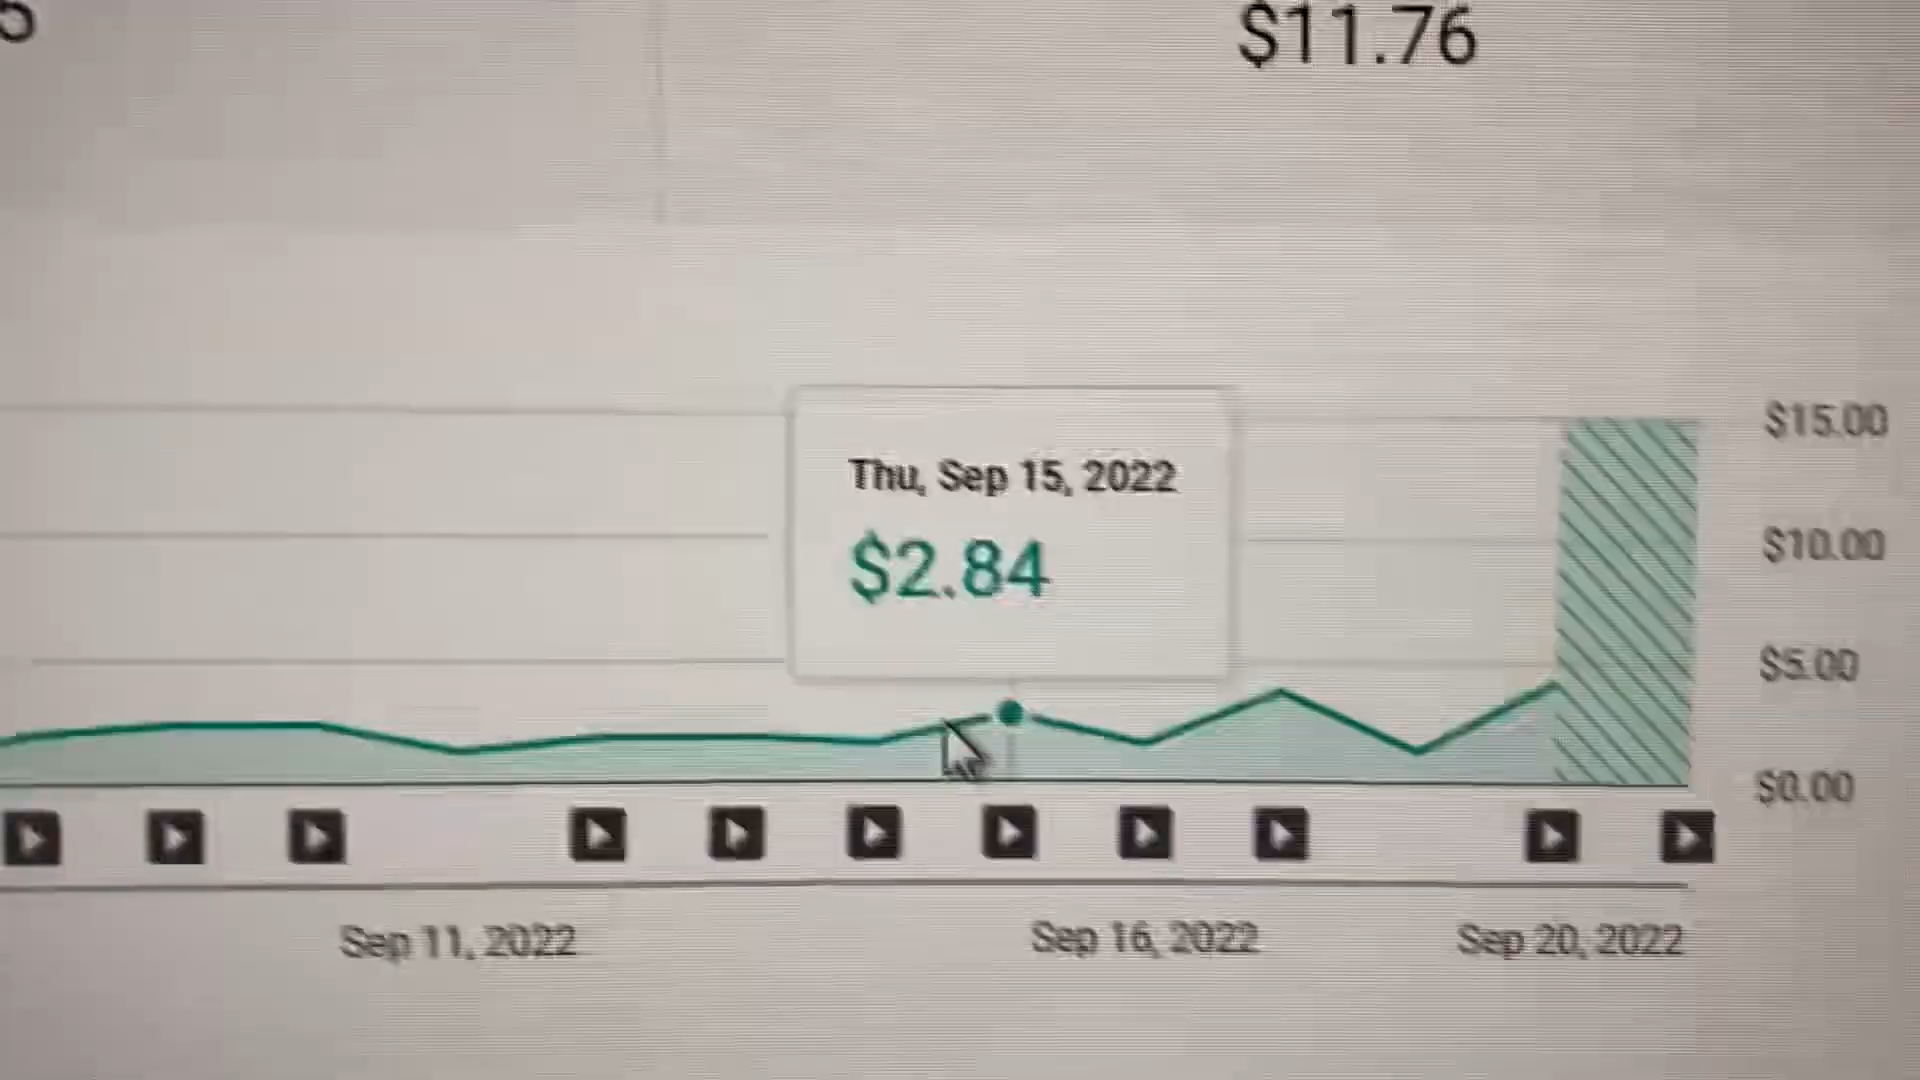 $11.76
Thu, Sep 15, 2022
$2.84
$15.00
$10.00
$5.00
$0.00
Sep 11, 2022
Sep 16, 2022
Sep 20, 2022